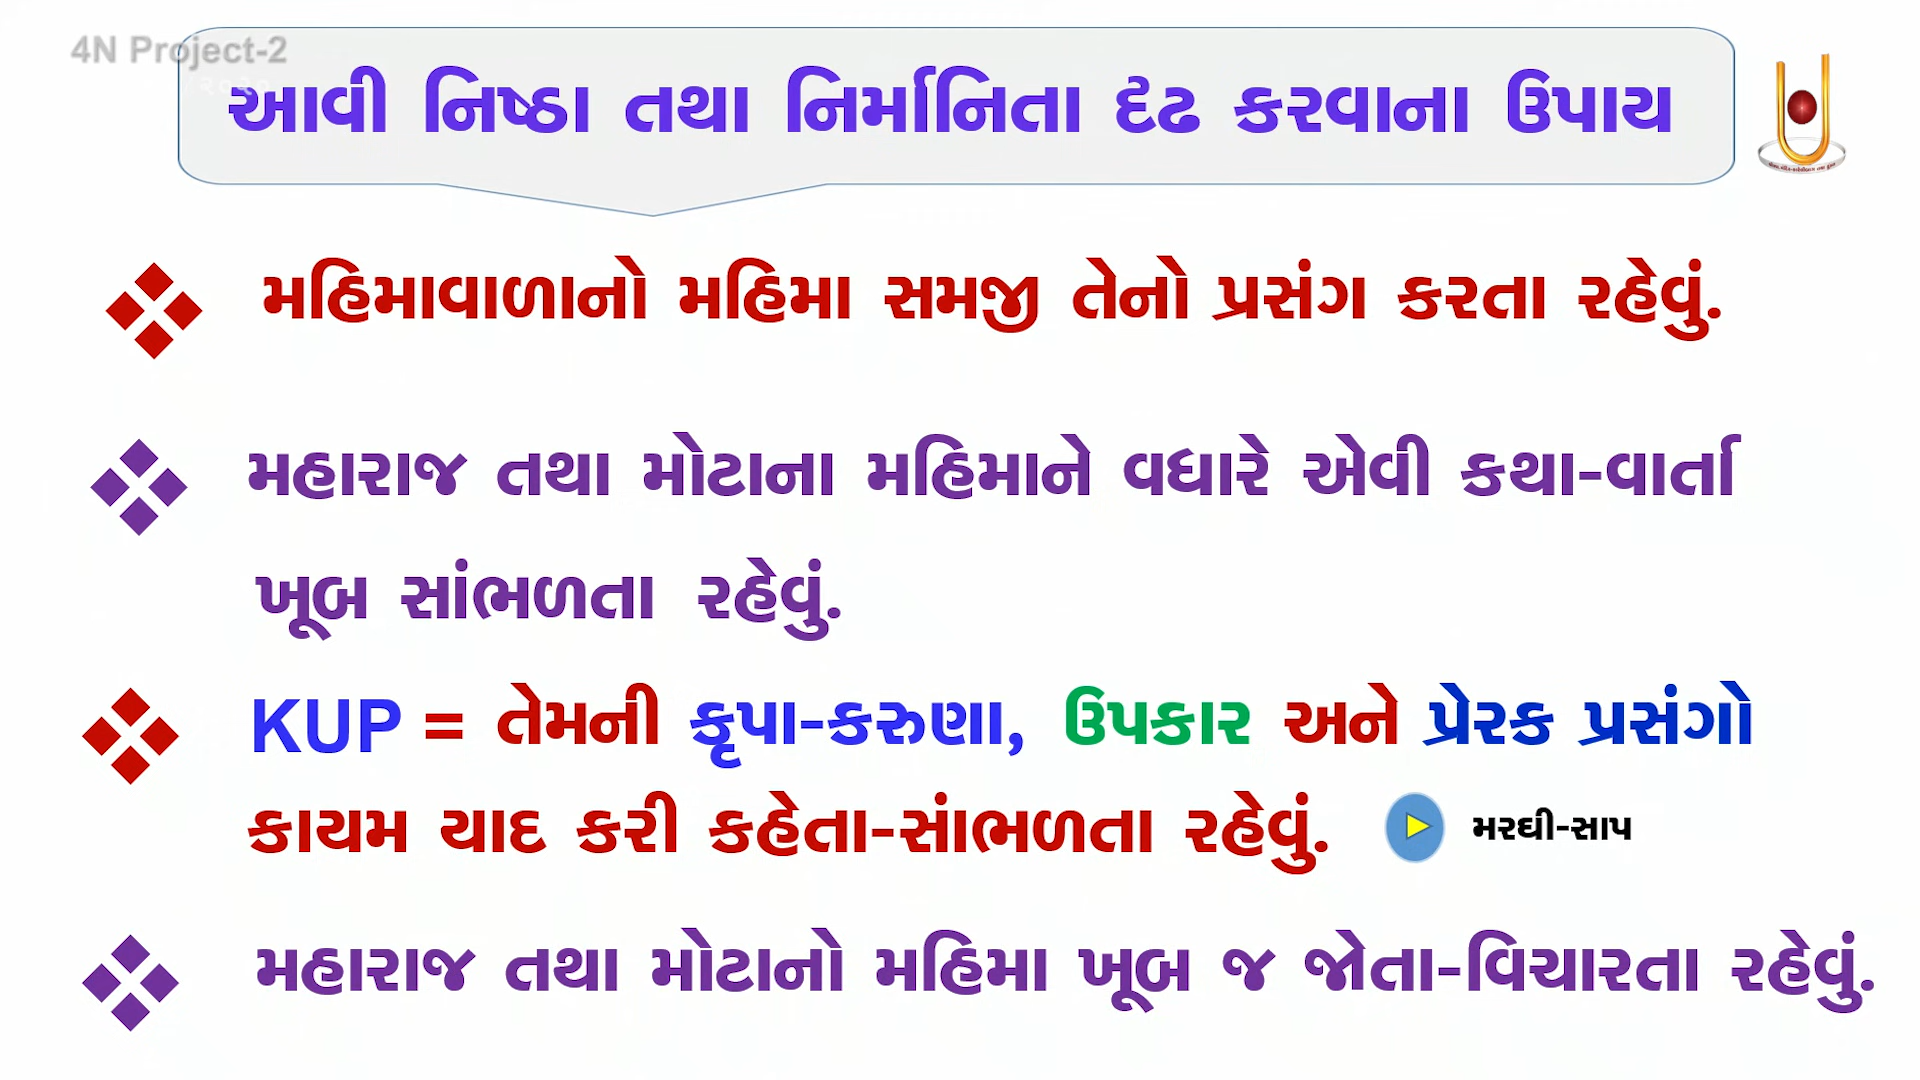 4N Project-2
આવી નિષ્ઠા તથા નિર્માનિતા દૃઢ કરવાના ઉપાય
મહિમાવાળાનો મહિમા સમજી તેનો પ્રસંગ કરતા રહેવું.
મહારાજ તથા મોટાના મહિમાને વધારે એવી કથા-વાર્તા
ખૂબ સાંભળતા રહેવું.
KUP = તેમની કૃપા-કરુણા, ઉપકાર અને પ્રેરક પ્રસંગો
કાયમ યાદ કરી કહેતા-સાંભળતા રહેવું.
મરઘી-સાપ
મહારાજ તથા મોટાનો મહિમા ખૂબ જ જોતા-વિચારતા રહેવું.